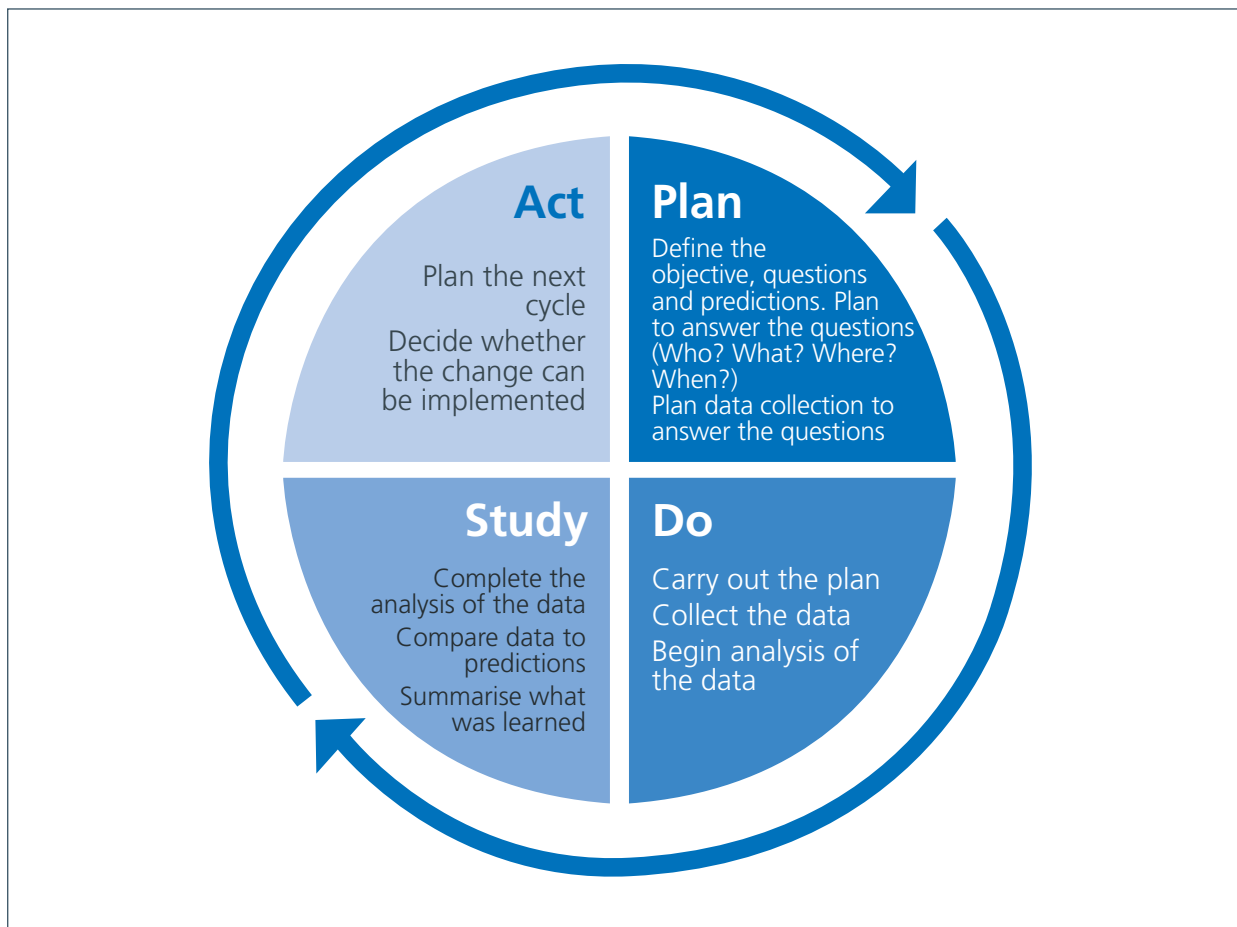 Act
Plan the next
cycle
Decide whether
the change can
be implemented
Plan
Define the
objective, questions
and predictions. Plan
to answer the questions
(Who? What? Where?
When?)
Plan data collection to
answer the questions
Study
Complete the
analysis of the data
Compare data to
predictions
Summarise what
was learned
Do
Carry out the plan
Collect the data
Begin analysis of
the data